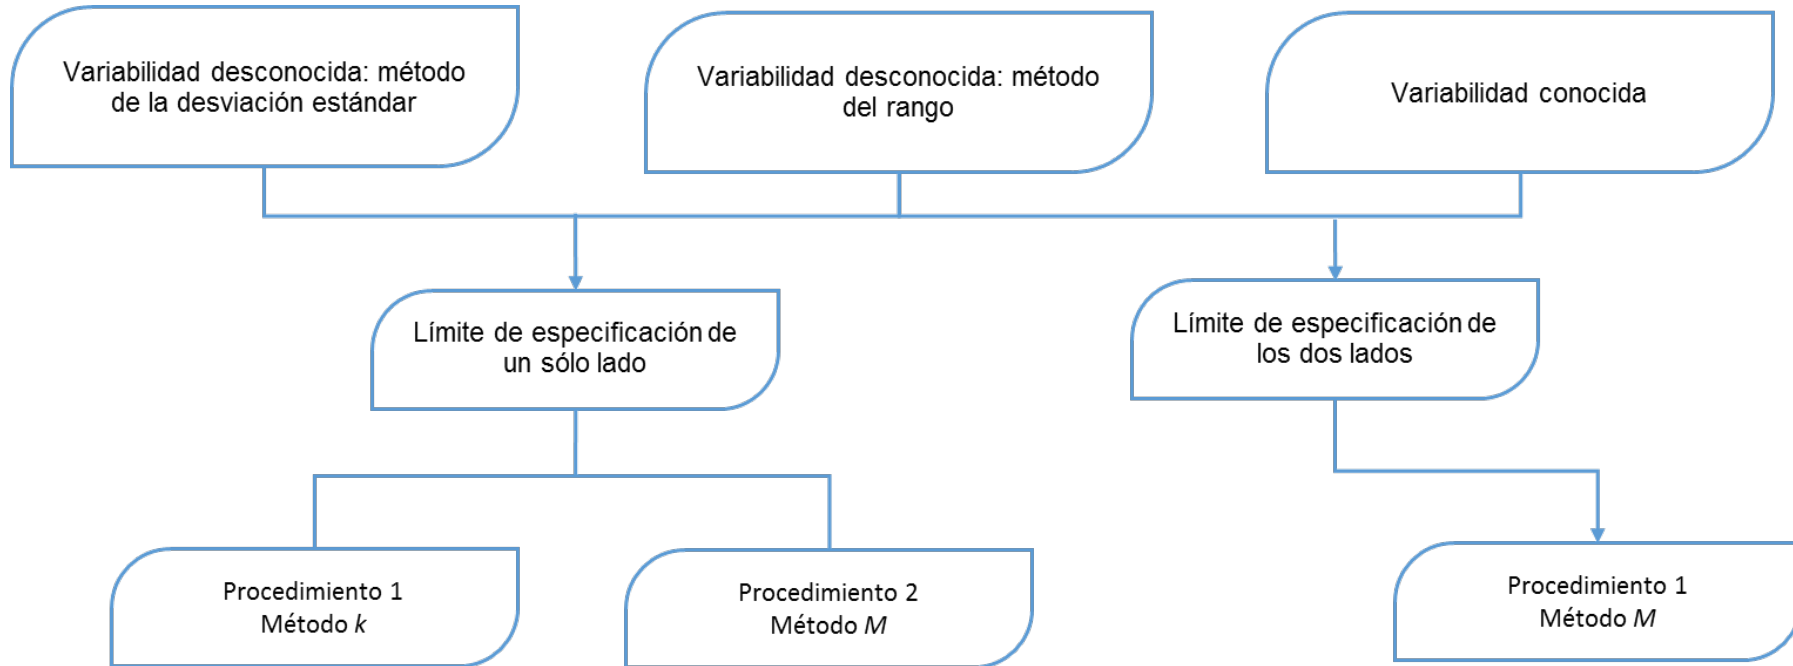 Variabilidad desconocida: método
de la desviación estándar
Variabilidad desconocida: método
del rango
Variabilidad conocida
Límite de especificación de
un sólo lado
Límite de especificación de
los dos lados
Procedimiento 1
Método k
Procedimiento 2
Método M
Procedimiento 1
Método M